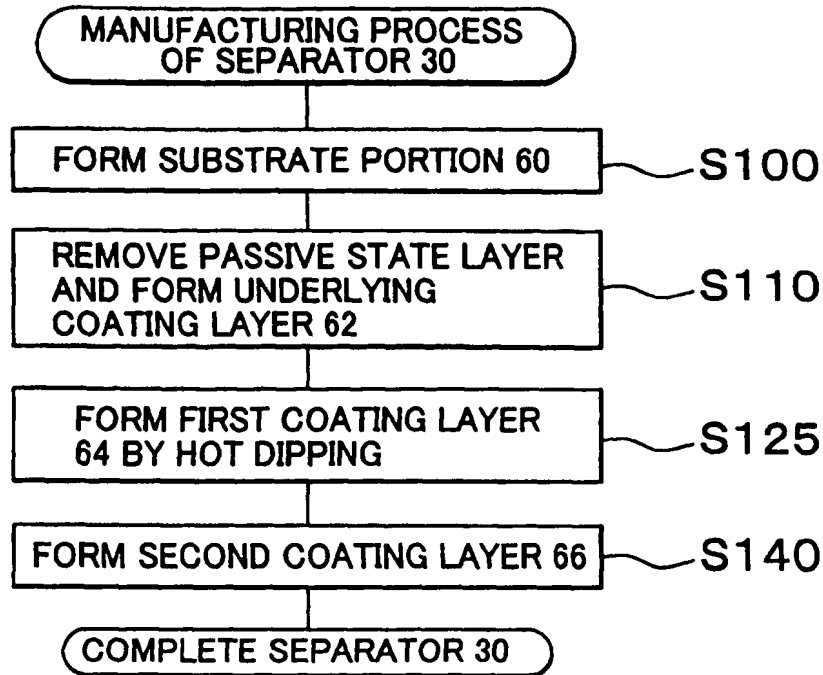 MANUFACTURING PROCESS
OF SEPARATOR 30
FORM SUBSTRATE PORTION 60
S100
REMOVE PASSIVE STATE LAYER
AND FORM UNDERLYING
COATING LAYER 62
S110
FORM FIRST COATING LAYER
64 BY HOT DIPPING
S125
FORM SECOND COATING LAYER 66
S140
COMPLETE SEPARATOR 30